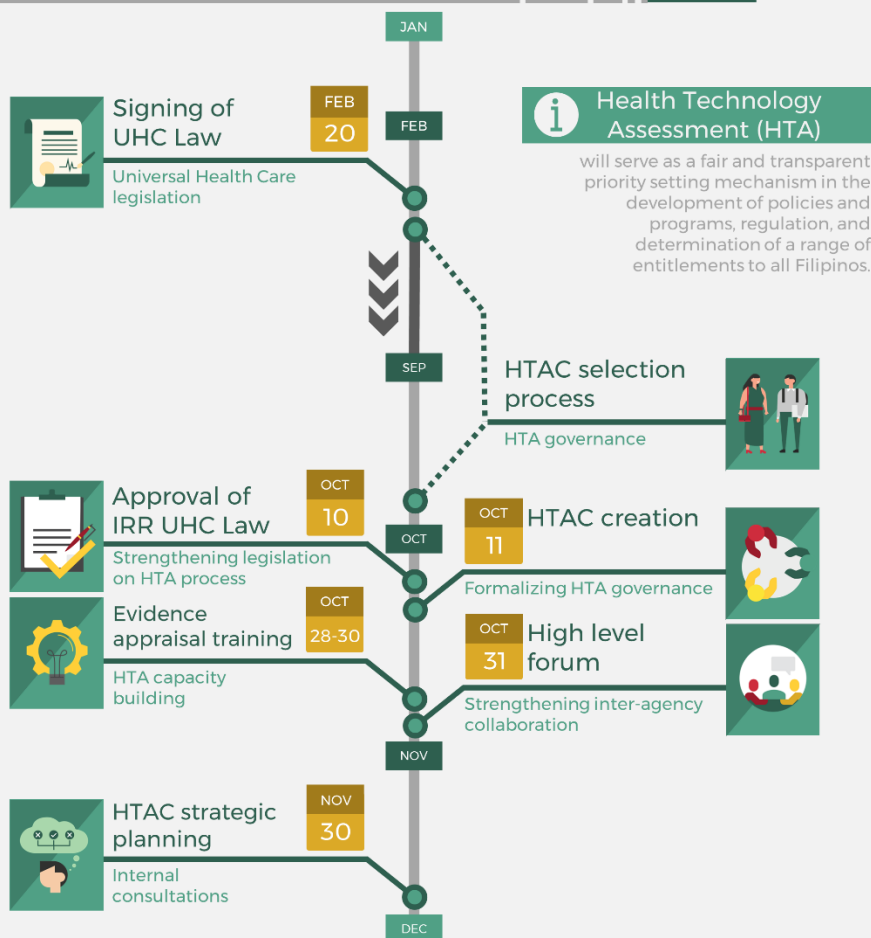 JAN
Signing of
UHC Law
FEB
20
Universal Health Care
legislation
FEB
Health Technology
Assessment (HTA)
will serve as a fair and transparent
priority setting mechanism in the
development of policies and
programs, regulation, and
determination of a range of
entitlements to all Filipinos.
SEP
HTAC selection
process
HTA governance
Approval of
IRR UHC Law
OCT
10
Strengthening legislation
on HTA process
OCT
OCT
11
HTAC creation
Formalizing HTA governance
Evidence
appraisal training
OCT
28-30
HTA capacity
building
OCT
31
High level
forum
Strengthening inter-agency
collaboration
NOV
HTAC strategic
planning
NOV
30
Internal
consultations
DEC